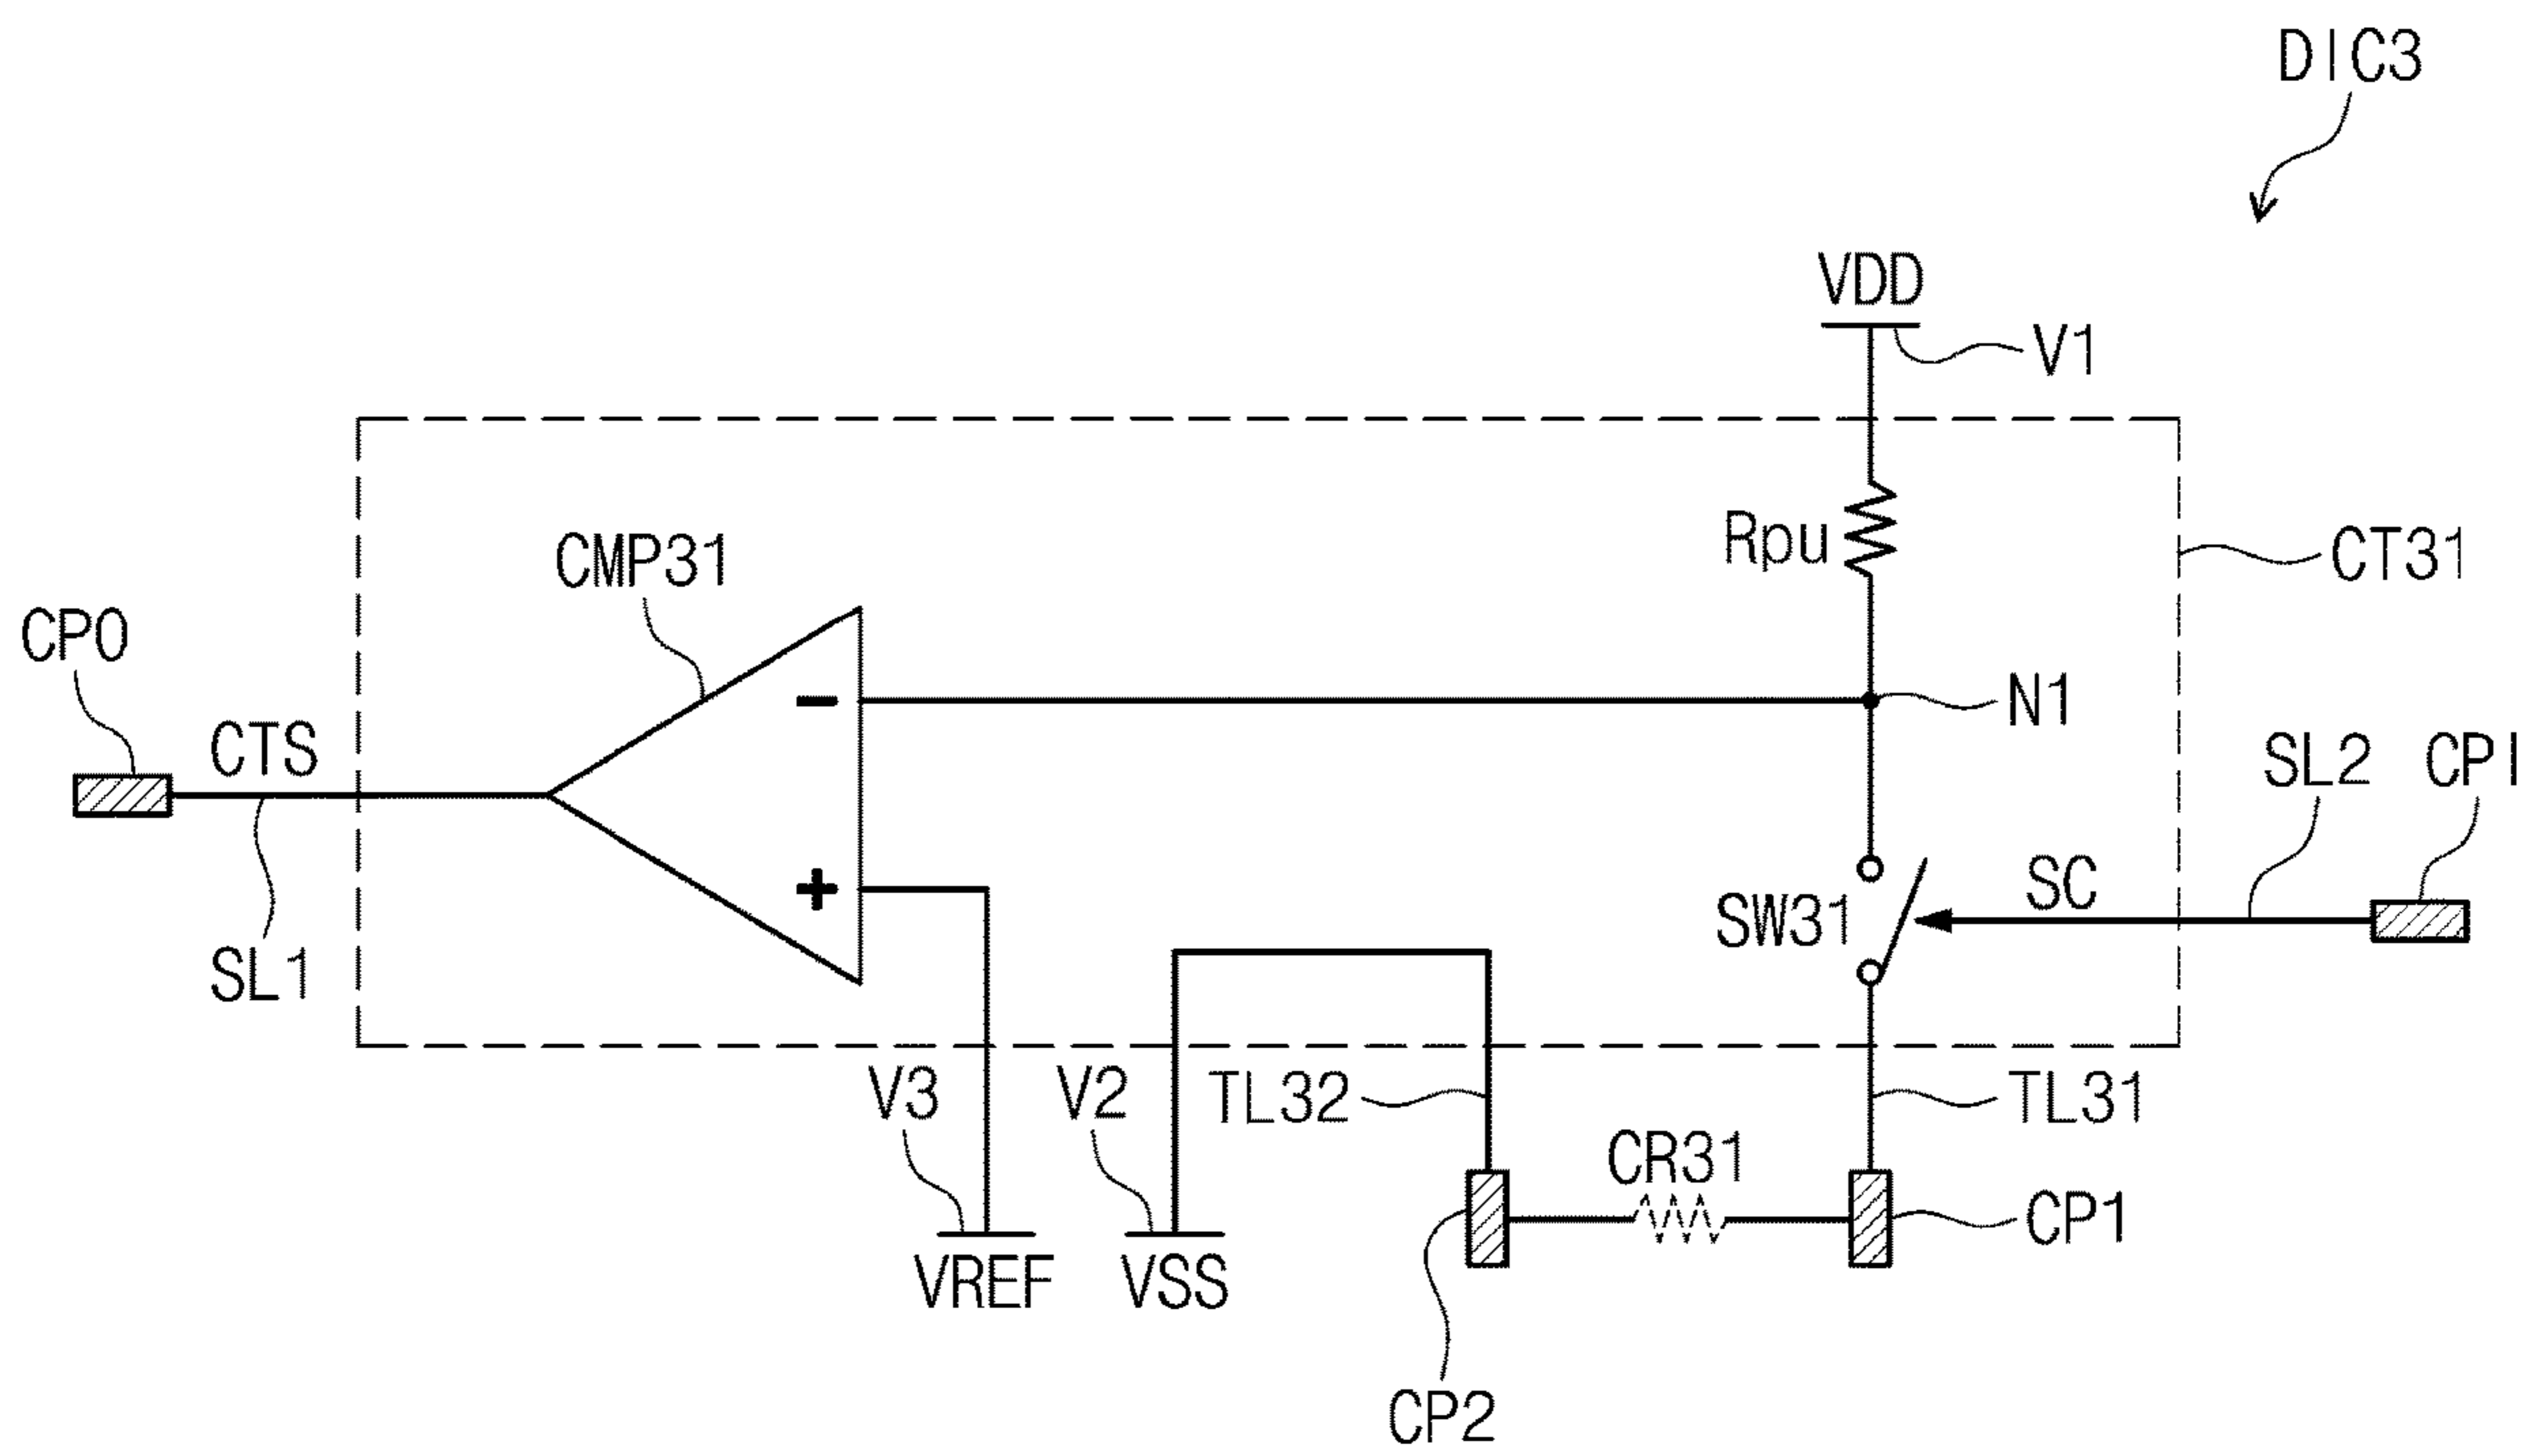 DIC3
VDD
V1
Rpu
CMP31
CT31
CPO
CTS
N1
SL2
CPI
SC
SW31
SL1
V3
V2
TL32
TL31
CR31
CP1
VREF
VSS
CP2
−
+